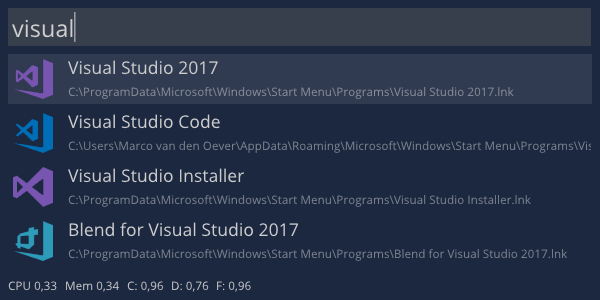 visual
Visual Studio 2017
C:\ProgramData\Microsoft\Windows\Start Menu\Programs\Visual Studio 2017.lnk
Visual Studio Code
C:\Users\Marco van den Oever\AppData\Roaming\Microsoft\Windows\Start Menu\Programs\Vis
Visual Studio Installer
C:\ProgramData\Microsoft\Windows\Start Menu\Programs\Visual Studio Installer.lnk
Blend for Visual Studio 2017
C:\ProgramData\Microsoft\Windows\Start Menu\Programs\Blend for Visual Studio 2017.lnk
CPU 0,33 Mem 0,34 C: 0,96 D: 0,76 F: 0,96